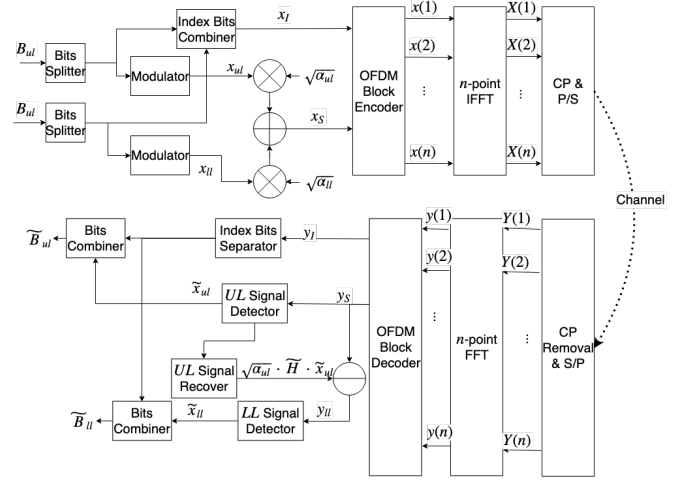 Index Bits
Combiner
x_I
B_ul
Bits
Splitter
Modulator
x_ul
√α_ul
B_ul
Bits
Splitter
x_S
Modulator
x_ll
√α_ll
OFDM
Block
Encoder
x(1)
x(2)
⋮
x(n)
n-point
IFFT
X(1)
X(2)
⋮
X(n)
CP &
P/S
Channel
B̃_ul
Bits
Combiner
Index Bits
Separator
y_I
x̃_ul
UL Signal
Detector
y_S
UL Signal
Recover
√α_ul · H̃ · x̃_ul
B̃_ll
Bits
Combiner
x̃_ll
LL Signal
Detector
y_ll
OFDM
Block
Decoder
y(1)
y(2)
⋮
y(n)
n-point
FFT
Y(1)
Y(2)
⋮
Y(n)
CP
Removal
& S/P